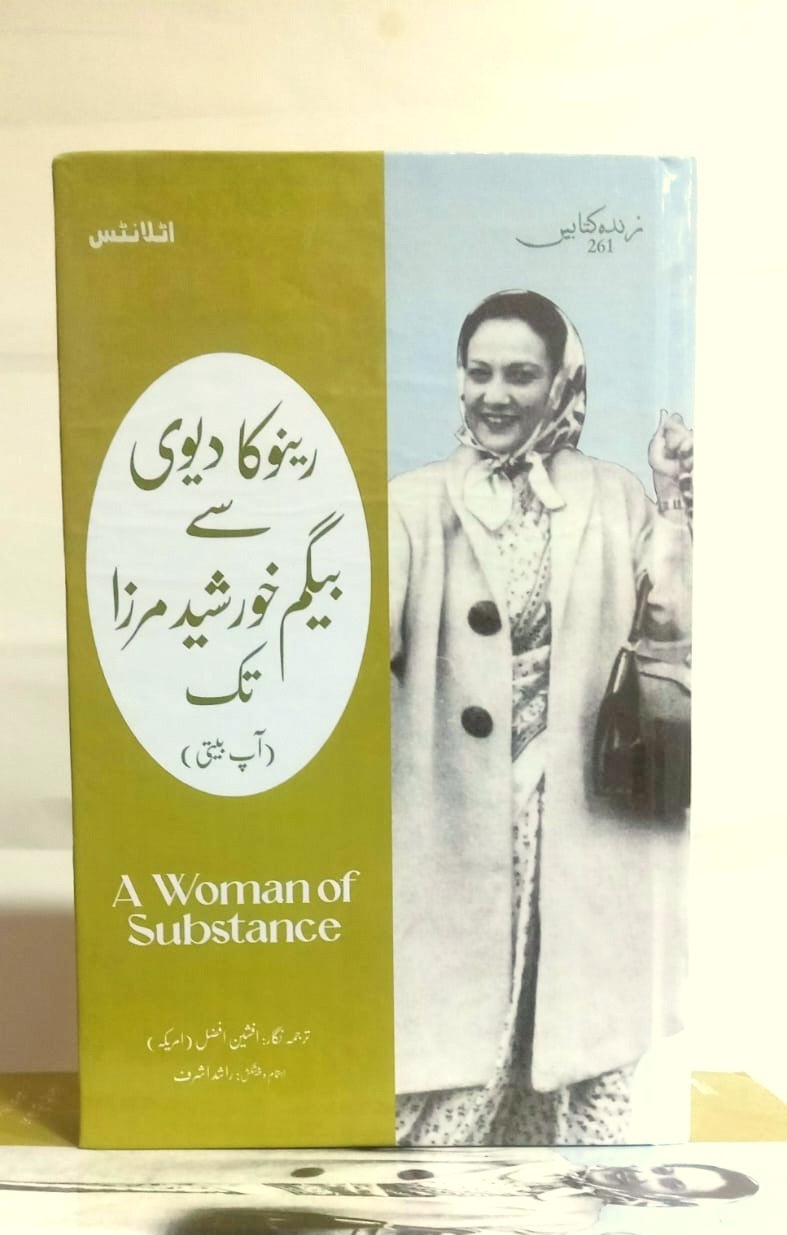 زندہ کتابیں
261
اٹلانٹس
رینوکا دیوی
سے
بیگم خورشید مرزا
تک
(آپ بیتی)
A Woman of
Substance
ترجمہ نگار: افشین افضل (امریکہ)
اہتمام و پیشکش: راشد اشرف